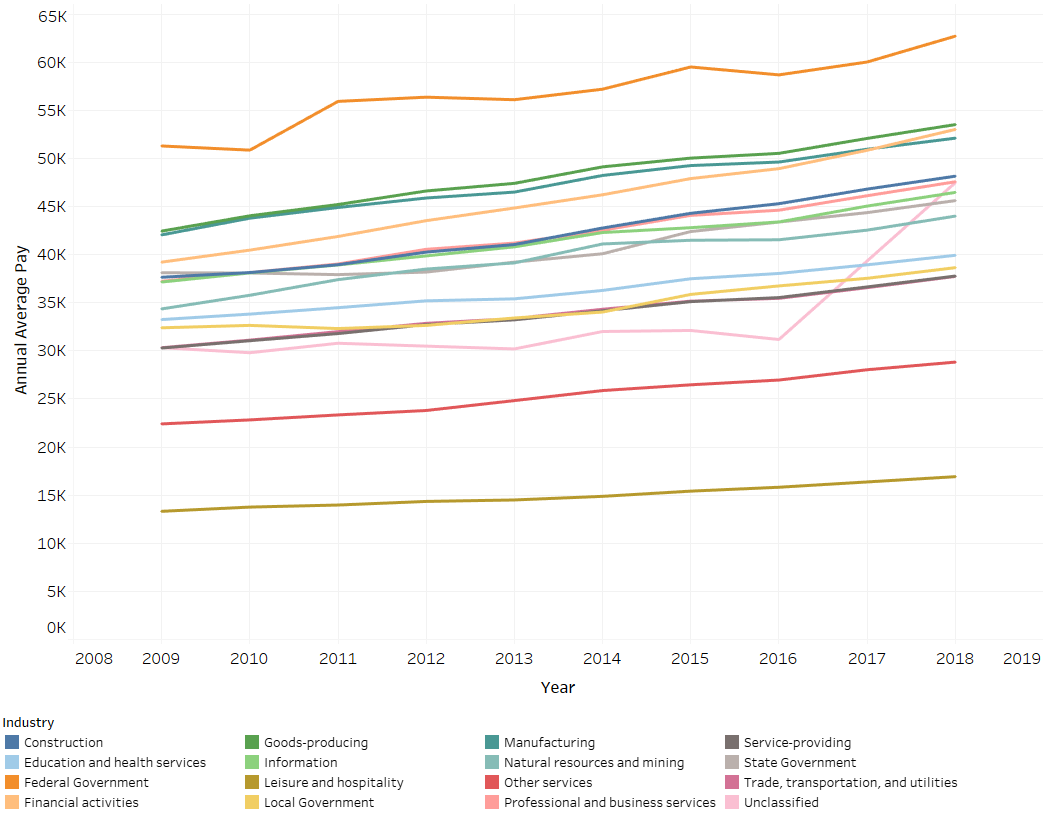 65K
60K
55K
50K
45K
40K
35K
30K
25K
20K
15K
10K
5K
0K
Annual Average Pay
2008 2009 2010 2011 2012 2013 2014 2015 2016 2017 2018 2019
Year
Industry
Construction Goods-producing Manufacturing Service-providing
Education and health services Information Natural resources and mining State Government
Federal Government Leisure and hospitality Other services Trade, transportation, and utilities
Financial activities Local Government Professional and business services Unclassified